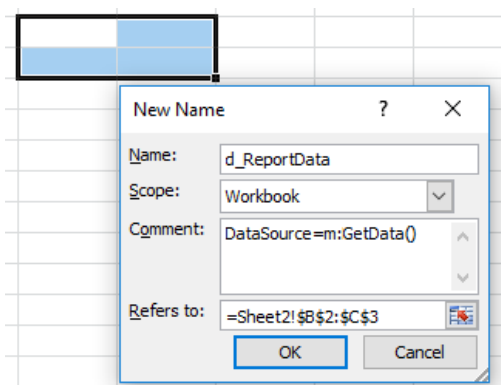 New Name ?
Name: d_ReportData
Scope: Workbook
Comment: DataSource=m:GetData()
Refers to: =Sheet2!$B$2:$C$3
OK Cancel